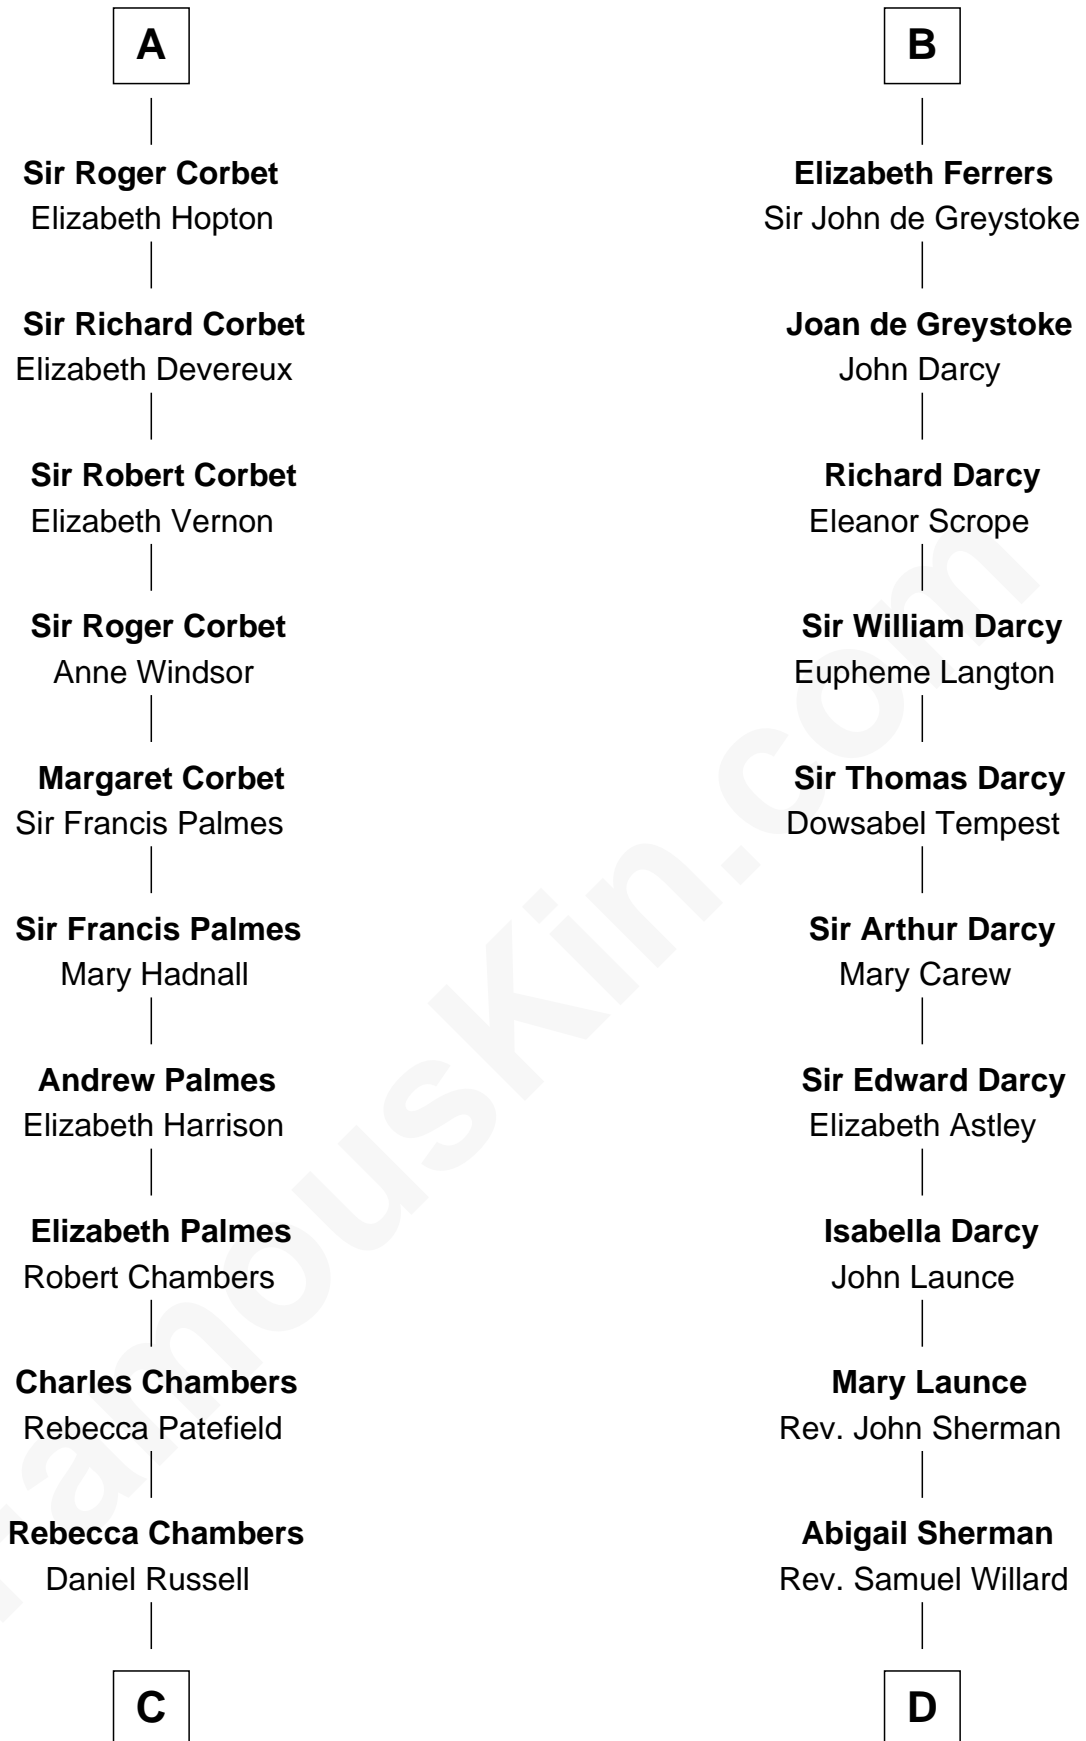 A
Sir Roger Corbet
Elizabeth Hopton
Sir Richard Corbet
Elizabeth Devereux
Sir Robert Corbet
Elizabeth Vernon
Sir Roger Corbet
Anne Windsor
Margaret Corbet
Sir Francis Palmes
Sir Francis Palmes
Mary Hadnall
Andrew Palmes
Elizabeth Harrison
Elizabeth Palmes
Robert Chambers
Charles Chambers
Rebecca Patefield
Rebecca Chambers
Daniel Russell
C
B
Elizabeth Ferrers
Sir John de Greystoke
Joan de Greystoke
John Darcy
Richard Darcy
Eleanor Scrope
Sir William Darcy
Eupheme Langton
Sir Thomas Darcy
Dowsabel Tempest
Sir Arthur Darcy
Mary Carew
Sir Edward Darcy
Elizabeth Astley
Isabella Darcy
John Launce
Mary Launce
Rev. John Sherman
Abigail Sherman
Rev. Samuel Willard
D
FamousKin.com